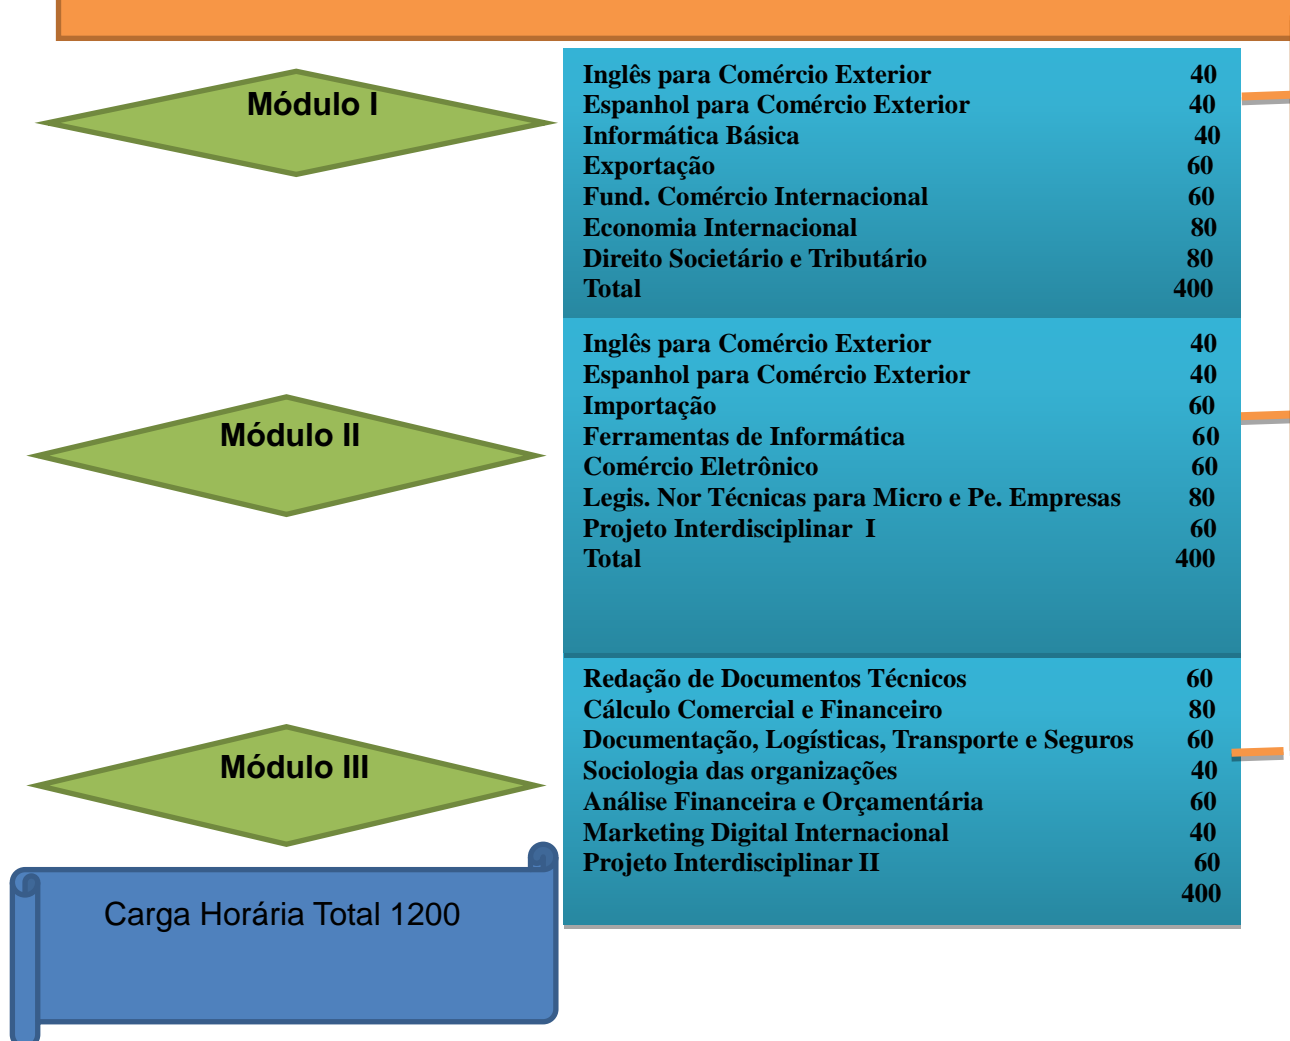 Módulo I
Inglês para Comércio Exterior 40
Espanhol para Comércio Exterior 40
Informática Básica 40
Exportação 60
Fund. Comércio Internacional 60
Economia Internacional 80
Direito Societário e Tributário 80
Total 400
Módulo II
Inglês para Comércio Exterior 40
Espanhol para Comércio Exterior 40
Importação 60
Ferramentas de Informática 60
Comércio Eletrônico 60
Legis. Nor Técnicas para Micro e Pe. Empresas 80
Projeto Interdisciplinar I 60
Total 400
Módulo III
Redação de Documentos Técnicos 60
Cálculo Comercial e Financeiro 80
Documentação, Logísticas, Transporte e Seguros 60
Sociologia das organizações 40
Análise Financeira e Orçamentária 60
Marketing Digital Internacional 40
Projeto Interdisciplinar II 60
400
Carga Horária Total 1200